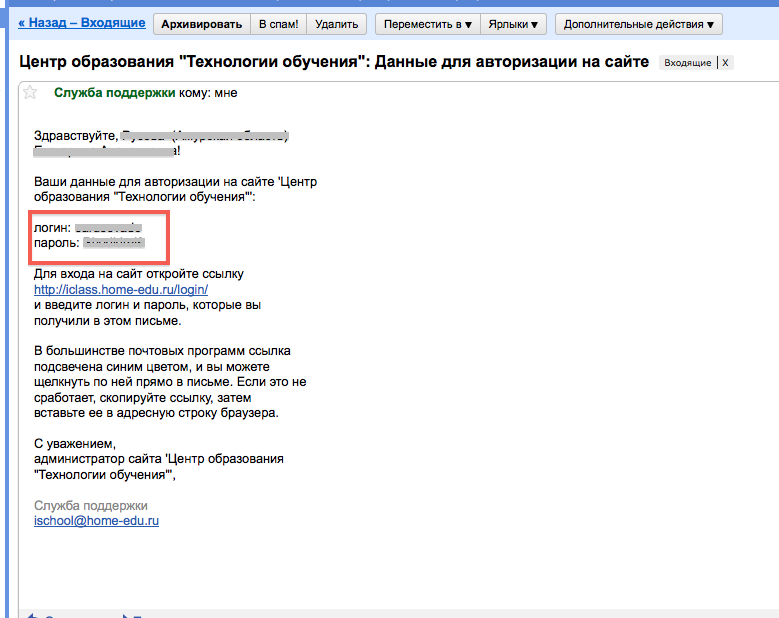 « Назад – Входящие Архивировать В спам! Удалить Переместить в ▾ Ярлыки ▾ Дополнительные действия ▾
Центр образования "Технологии обучения": Данные для авторизации на сайте Входящие X
Служба поддержки кому: мне
Здравствуйте,
!
Ваши данные для авторизации на сайте 'Центр
образования "Технологии обучения"':
логин:
пароль:
Для входа на сайт откройте ссылку
http://iclass.home-edu.ru/login/
и введите логин и пароль, которые вы
получили в этом письме.
В большинстве почтовых программ ссылка
подсвечена синим цветом, и вы можете
щелкнуть по ней прямо в письме. Если это не
сработает, скопируйте ссылку, затем
вставьте ее в адресную строку браузера.
С уважением,
администратор сайта 'Центр образования
"Технологии обучения"',
Служба поддержки
ischool@home-edu.ru